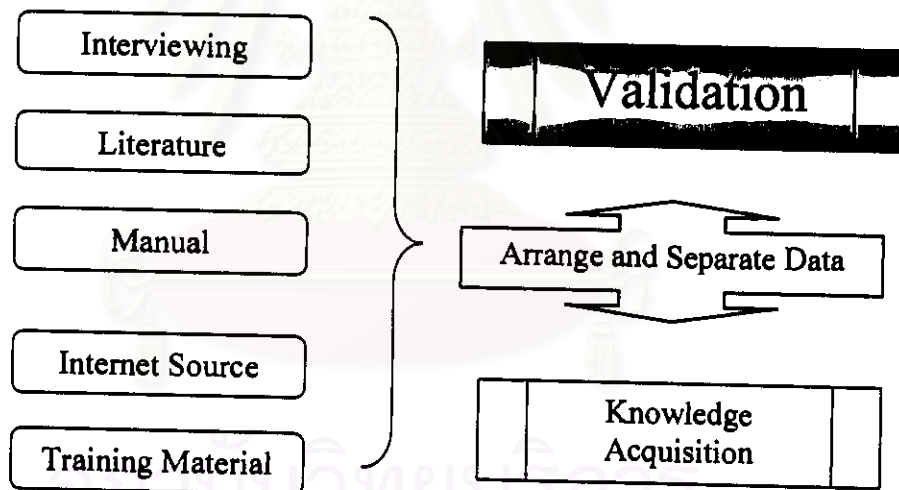 Interviewing
Literature
Manual
Internet Source
Training Material
Validation
Arrange and Separate Data
Knowledge
Acquisition